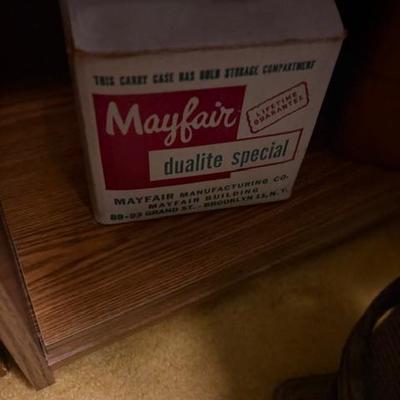 THIS CARRY CASE HAS BULB STORAGE COMPARTMENT
Mayfair
LIFETIME
GUARANTEE
dualite special
MAYFAIR MANUFACTURING CO.
MAYFAIR BUILDING
89-93 GRAND ST. - BROOKLYN 11, N.Y.